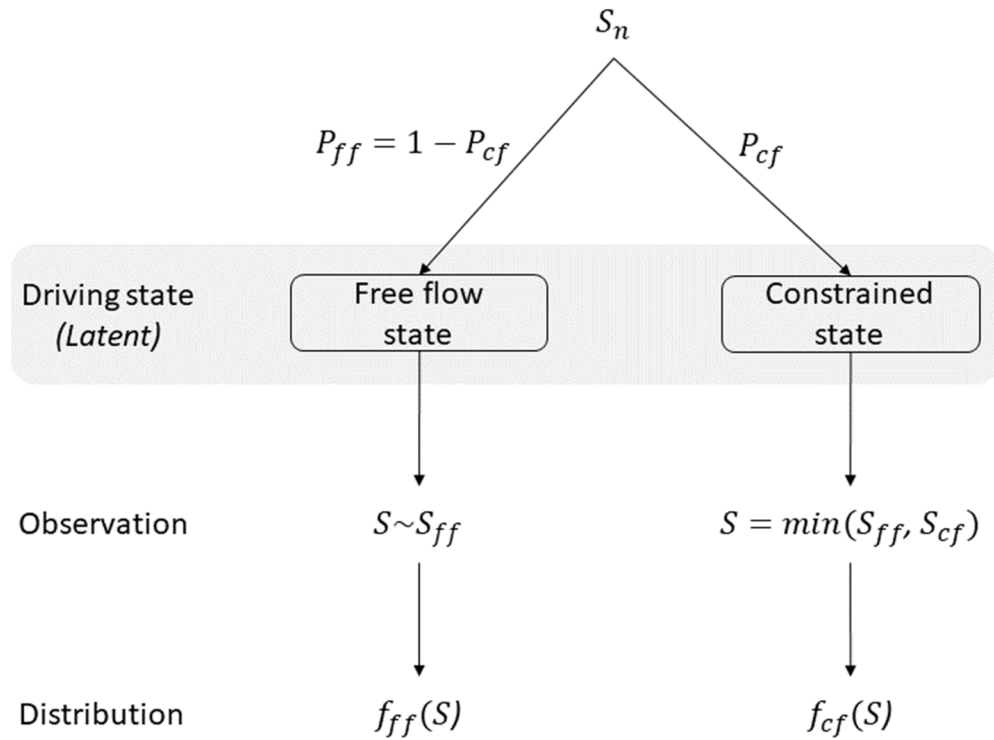 Sₙ
P_ff = 1 − P_cf
P_cf
Driving state
(Latent)
Free flow
state
Constrained
state
Observation
S~S_ff
S = min(S_ff, S_cf)
Distribution
f_ff(S)
f_cf(S)